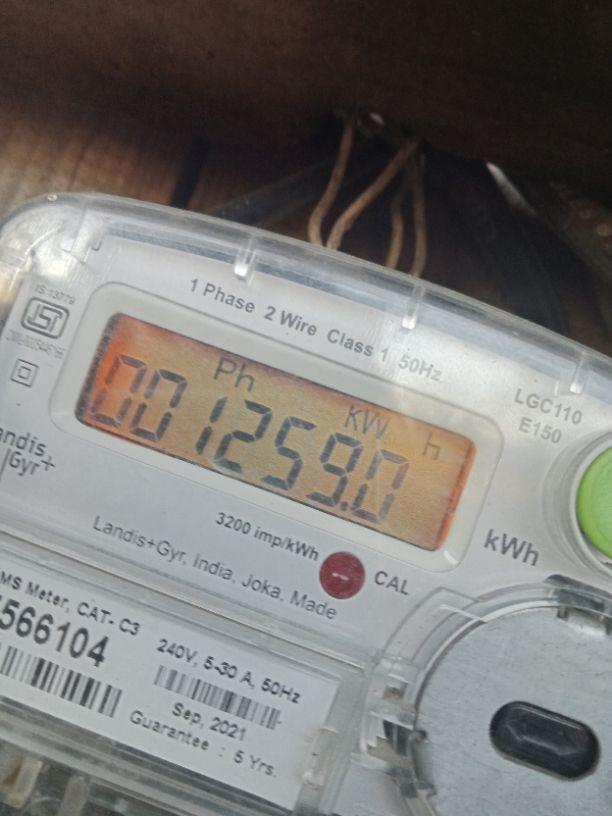 IS 13779
1 Phase 2 Wire Class 1 50Hz
LGC110
E150
Ph kW h
001259.0
andis
Gyr+
3200 imp/kWh
kWh
CAL
Landis+Gyr, India, Joka, Made
MS Meter, CAT- C3
566104
240V, 5-30 A, 50Hz
Sep, 2021
Guarantee : 5 Yrs.